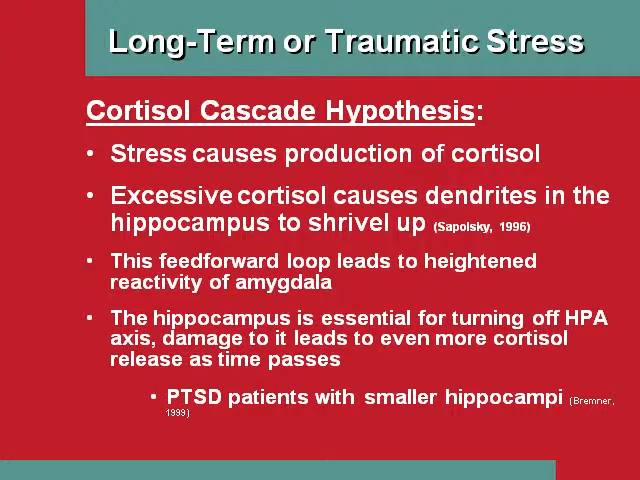 Long-Term or Traumatic Stress
Cortisol Cascade Hypothesis:
• Stress causes production of cortisol
• Excessive cortisol causes dendrites in the
hippocampus to shrivel up (Sapolsky, 1996)
• This feedforward loop leads to heightened
reactivity of amygdala
• The hippocampus is essential for turning off HPA
axis, damage to it leads to even more cortisol
release as time passes
• PTSD patients with smaller hippocampi (Bremner,
1999)